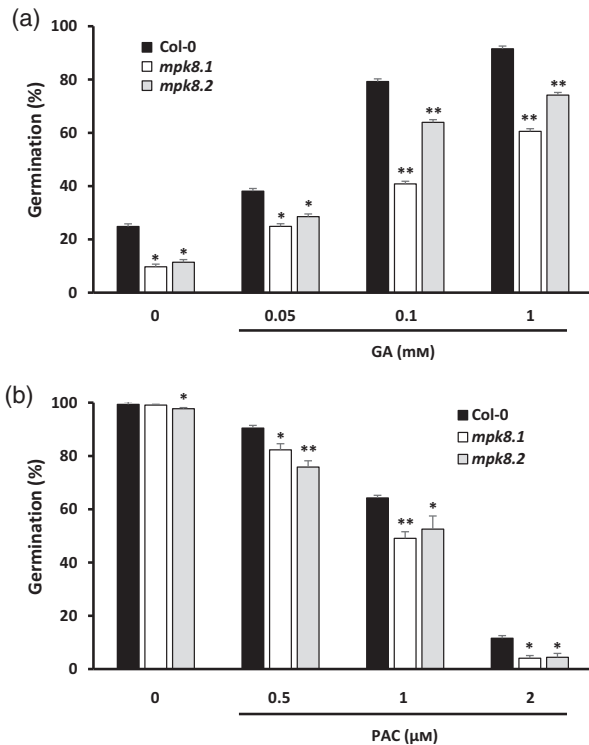 (a)
100
80
60
40
20
0
Germination (%)
Col-0
mpk8.1
mpk8.2
* *
* *
** **
** **
0 0.05 0.1 1
GA (mM)
(b)
100
80
60
40
20
0
Germination (%)
Col-0
mpk8.1
mpk8.2
*
* **
** *
* *
0 0.5 1 2
PAC (μM)